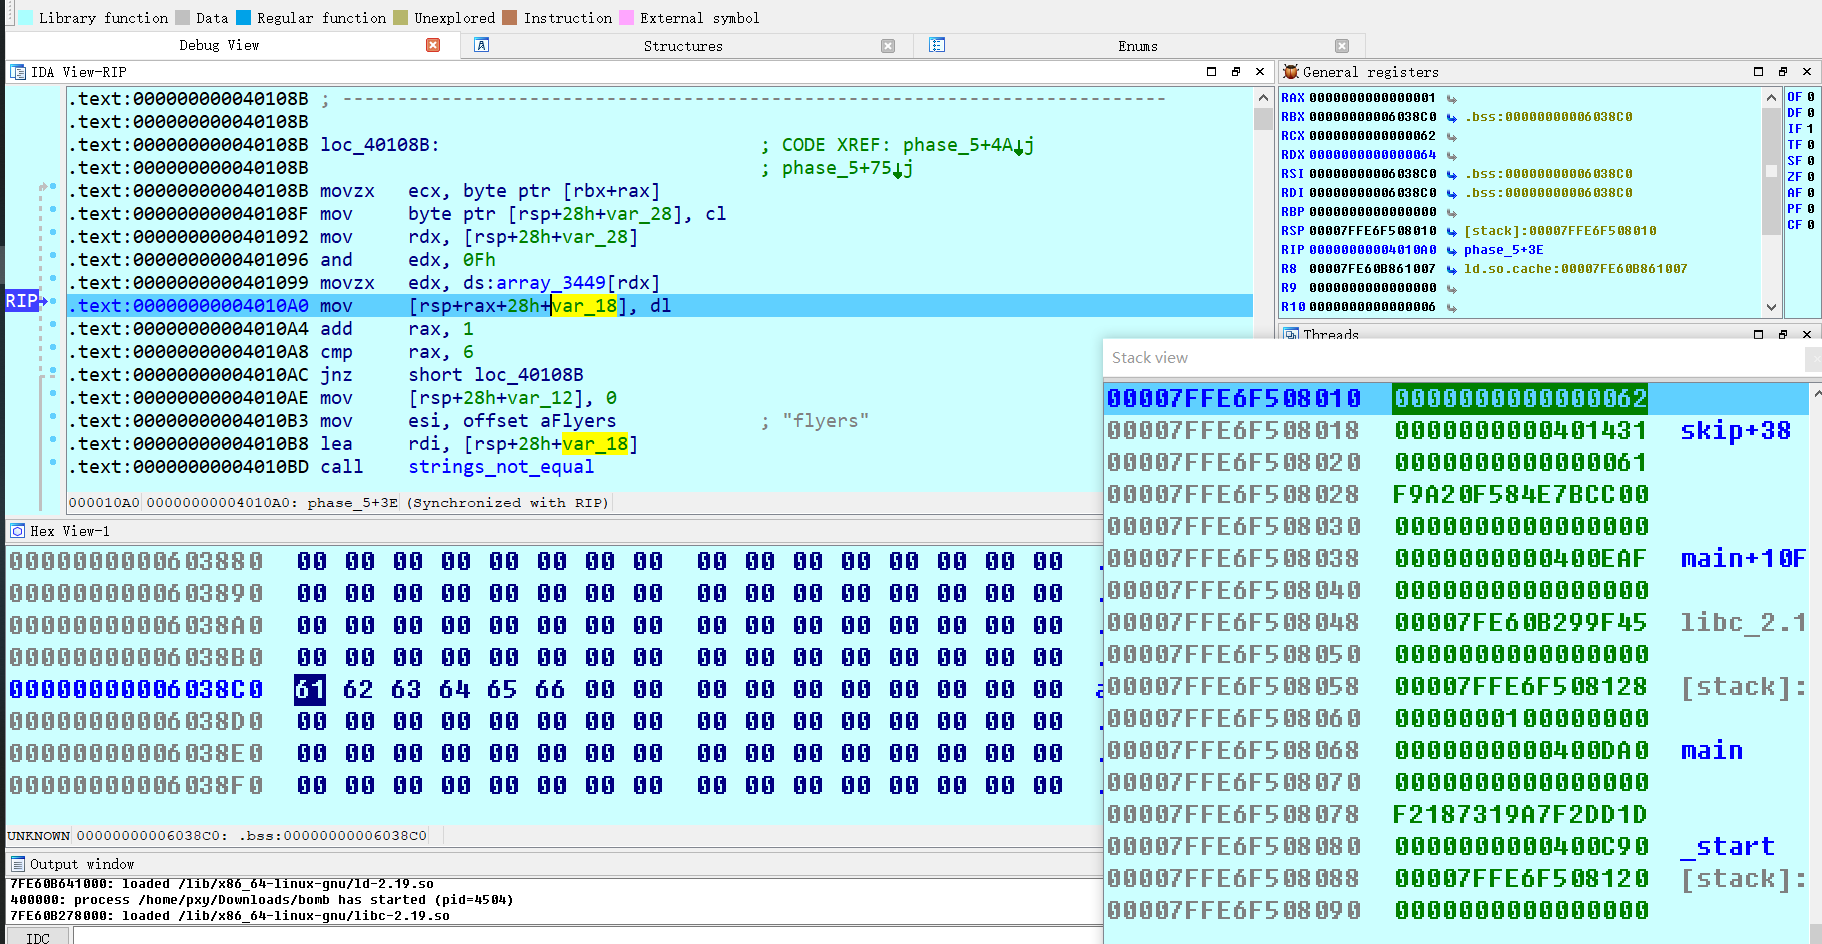 Library function Data Regular function Unexplored Instruction External symbol
Debug View Structures Enums
IDA View-RIP
.text:000000000040108B ; ---------------------------------------------------------------------------
.text:000000000040108B
.text:000000000040108B loc_40108B: ; CODE XREF: phase_5+4A↓j
.text:000000000040108B ; phase_5+75↓j
.text:000000000040108B movzx ecx, byte ptr [rbx+rax]
.text:000000000040108F mov byte ptr [rsp+28h+var_28], cl
.text:0000000000401092 mov rdx, [rsp+28h+var_28]
.text:0000000000401096 and edx, 0Fh
.text:0000000000401099 movzx edx, ds:array_3449[rdx]
RIP .text:00000000004010A0 mov [rsp+rax+28h+var_18], dl
.text:00000000004010A4 add rax, 1
.text:00000000004010A8 cmp rax, 6
.text:00000000004010AC jnz short loc_40108B
.text:00000000004010AE mov [rsp+28h+var_12], 0
.text:00000000004010B3 mov esi, offset aFlyers ; "flyers"
.text:00000000004010B8 lea rdi, [rsp+28h+var_18]
.text:00000000004010BD call strings_not_equal
000010A0 00000000004010A0: phase_5+3E (Synchronized with RIP)
General registers
RAX 0000000000000001
RBX 00000000006038C0 .bss:00000000006038C0
RCX 0000000000000062
RDX 0000000000000064
RSI 00000000006038C0 .bss:00000000006038C0
RDI 00000000006038C0 .bss:00000000006038C0
RBP 0000000000000000
RSP 00007FFE6F508010 [stack]:00007FFE6F508010
RIP 00000000004010A0 phase_5+3E
R8 00007FE60B861007 ld.so.cache:00007FE60B861007
R9 0000000000000000
R10 0000000000000006
OF 0
DF 0
IF 1
TF 0
SF 0
ZF 0
AF 0
PF 0
CF 0
Threads
Stack view
00007FFE6F508010 0000000000000062
00007FFE6F508018 0000000000401431 skip+38
00007FFE6F508020 0000000000000061
00007FFE6F508028 F9A20F584E7BCC00
00007FFE6F508030 0000000000000000
00007FFE6F508038 0000000000400EAF main+10F
00007FFE6F508040 0000000000000000
00007FFE6F508048 00007FE60B299F45 libc_2.1
00007FFE6F508050 0000000000000000
00007FFE6F508058 00007FFE6F508128 [stack]:
00007FFE6F508060 0000000100000000
00007FFE6F508068 0000000000400DA0 main
00007FFE6F508070 0000000000000000
00007FFE6F508078 F2187319A7F2DD1D
00007FFE6F508080 0000000000400C90 _start
00007FFE6F508088 00007FFE6F508120 [stack]:
00007FFE6F508090 0000000000000000
Hex View-1
0000000000603880 00 00 00 00 00 00 00 00 00 00 00 00 00 00 00 00 .
0000000000603890 00 00 00 00 00 00 00 00 00 00 00 00 00 00 00 00 .
00000000006038A0 00 00 00 00 00 00 00 00 00 00 00 00 00 00 00 00 .
00000000006038B0 00 00 00 00 00 00 00 00 00 00 00 00 00 00 00 00 .
00000000006038C0 61 62 63 64 65 66 00 00 00 00 00 00 00 00 00 00 a
00000000006038D0 00 00 00 00 00 00 00 00 00 00 00 00 00 00 00 00 .
00000000006038E0 00 00 00 00 00 00 00 00 00 00 00 00 00 00 00 00 .
00000000006038F0 00 00 00 00 00 00 00 00 00 00 00 00 00 00 00 00 .
UNKNOWN 00000000006038C0: .bss:00000000006038C0
Output window
7FE60B641000: loaded /lib/x86_64-linux-gnu/ld-2.19.so
400000: process /home/pxy/Downloads/bomb has started (pid=4504)
7FE60B278000: loaded /lib/x86_64-linux-gnu/libc-2.19.so
IDC